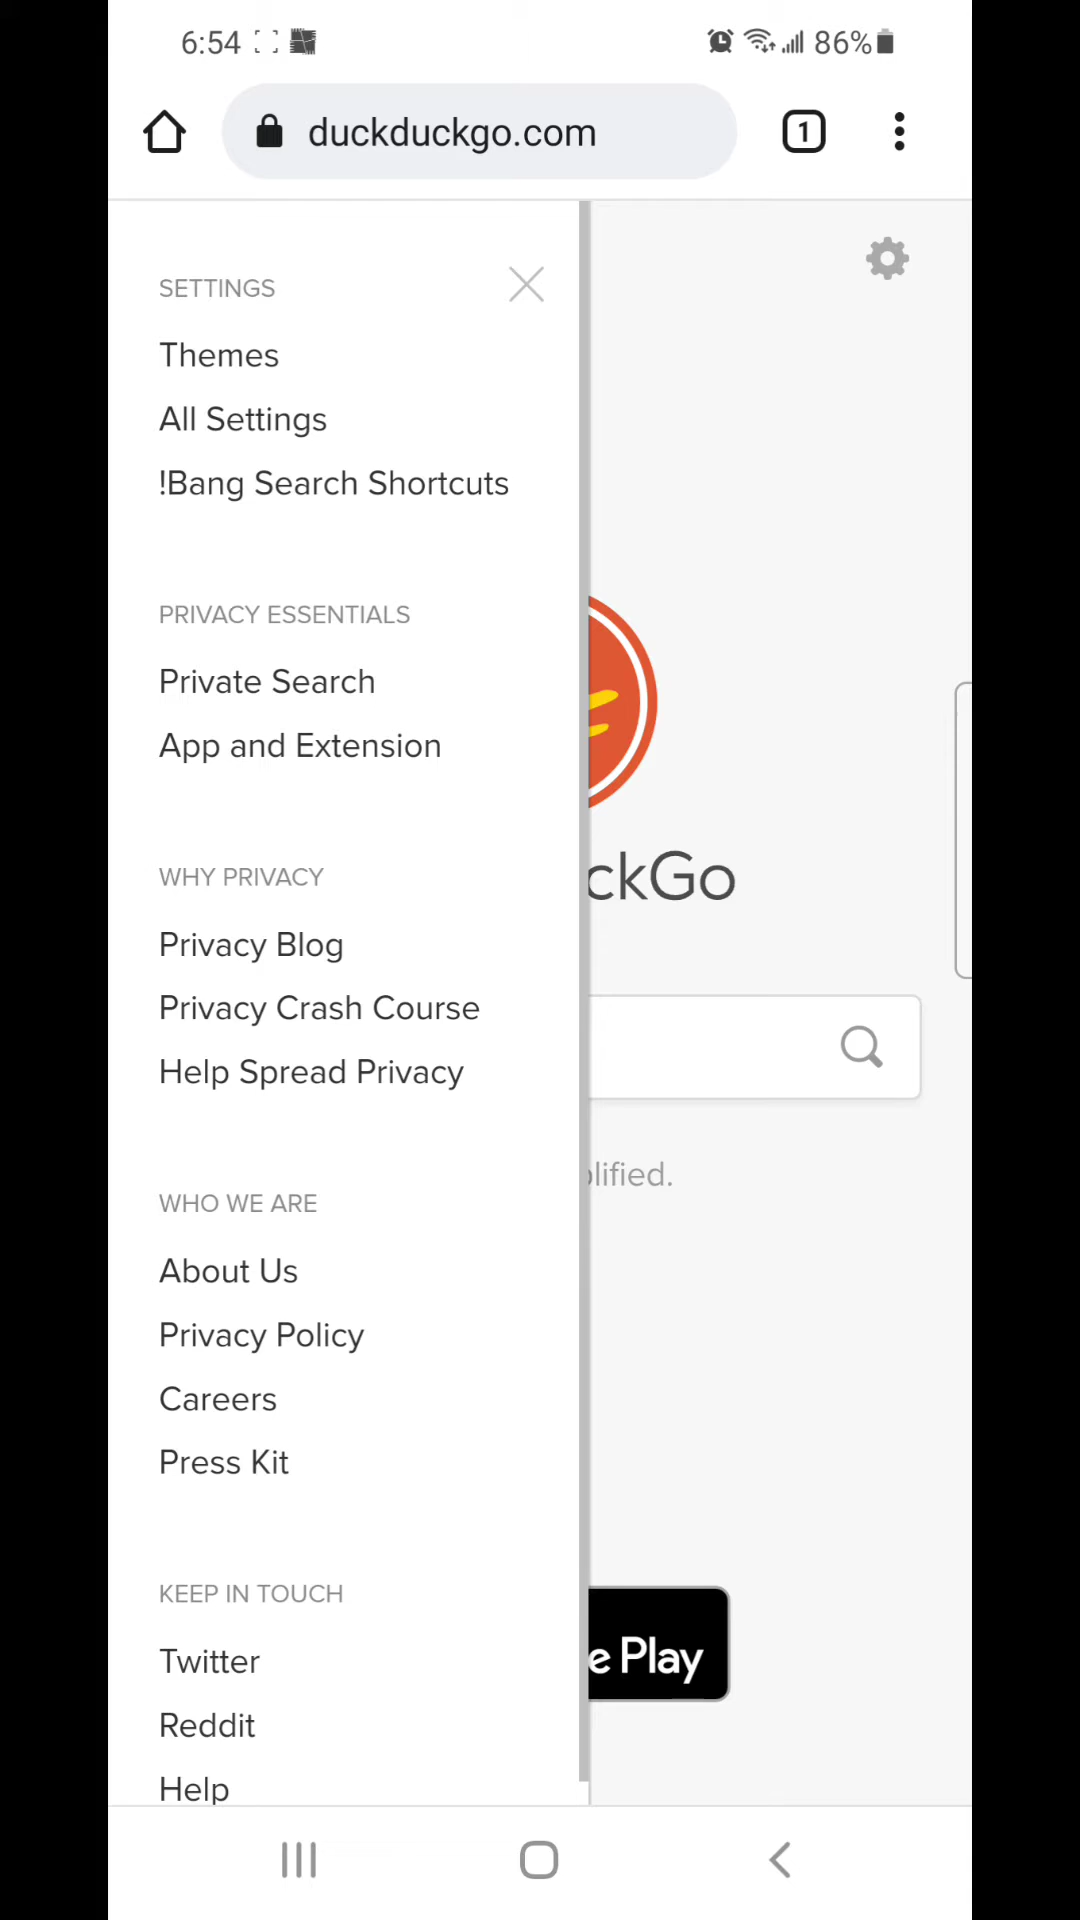 6:54 86%
duckduckgo.com 1
SETTINGS
Themes
All Settings
!Bang Search Shortcuts
PRIVACY ESSENTIALS
Private Search
App and Extension
WHY PRIVACY
ckGo
Privacy Blog
Privacy Crash Course
Help Spread Privacy
lified.
WHO WE ARE
About Us
Privacy Policy
Careers
Press Kit
KEEP IN TOUCH
Twitter
e Play
Reddit
Help